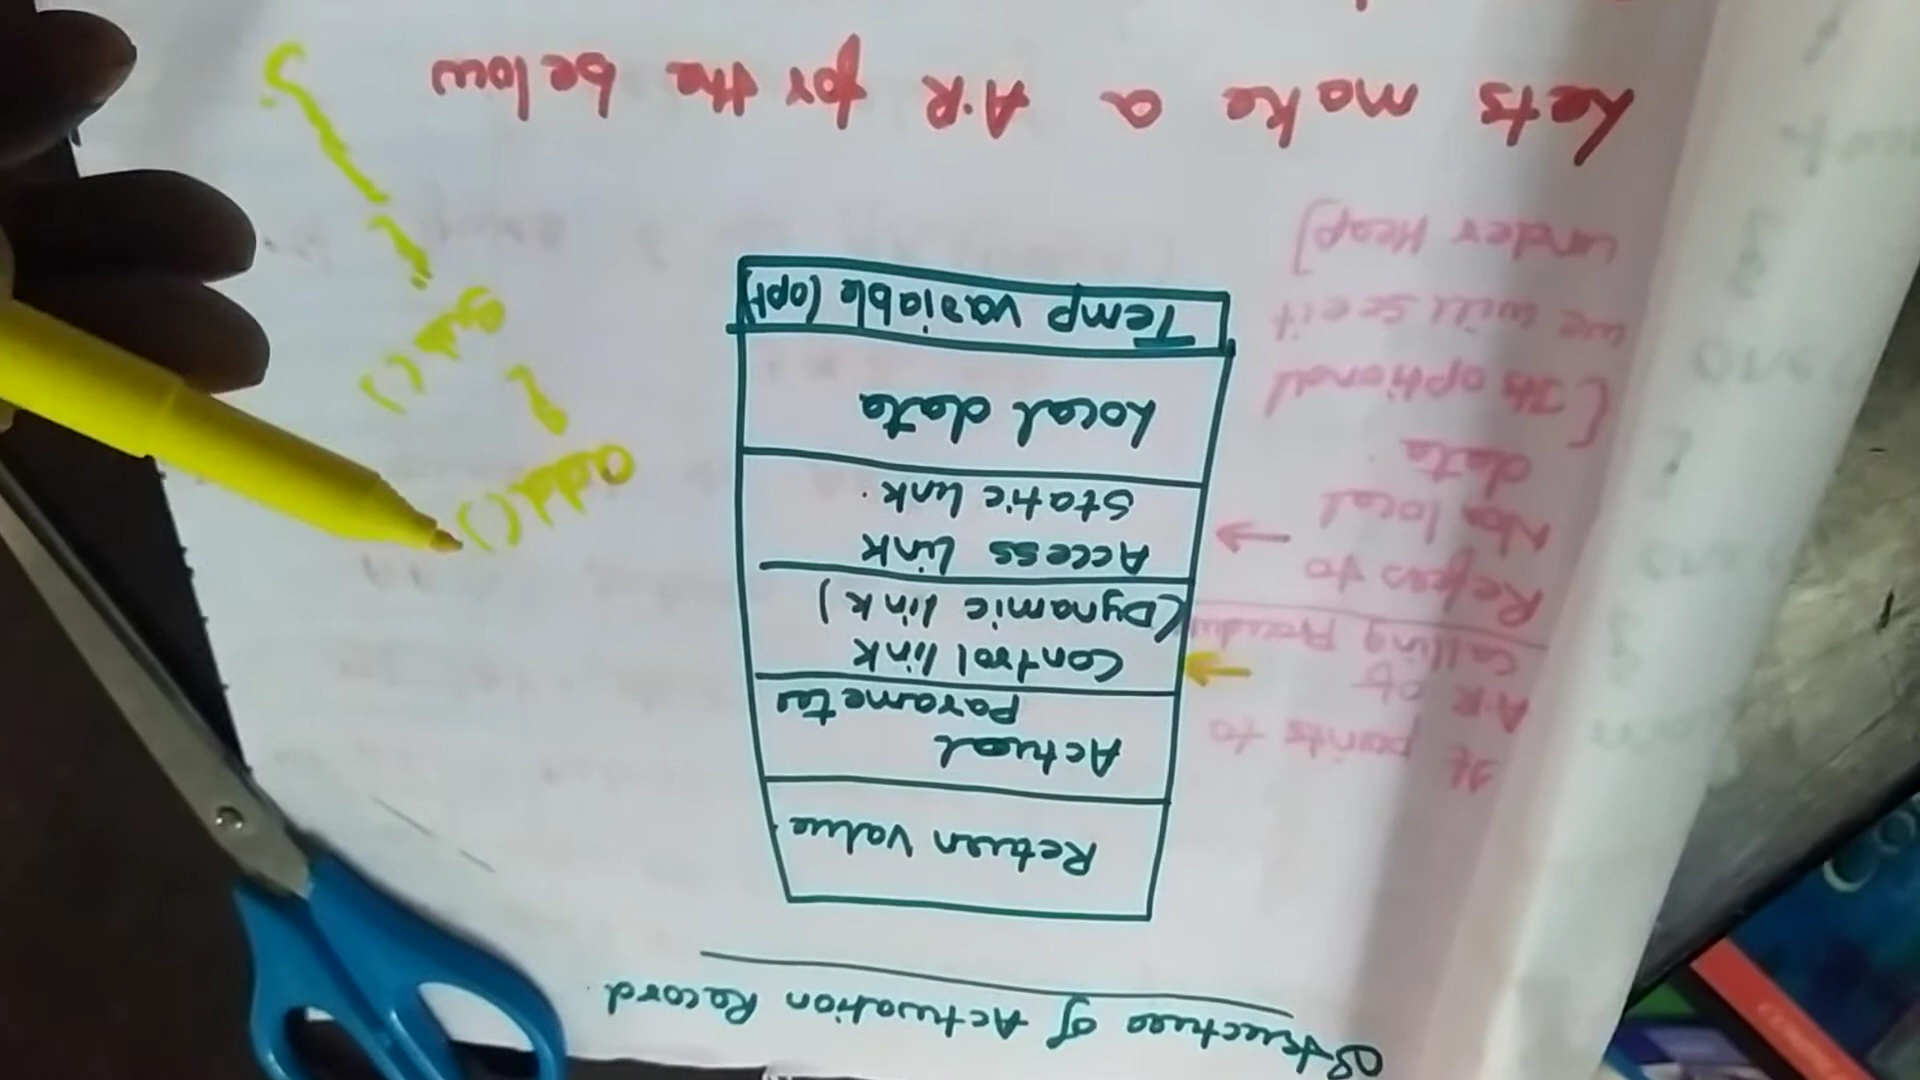 Structure of Activation Record.
Return Value.
Actual
Parameter
Control link
(Dynamic link)
Access link
Static link.
Local data
Temp variable (opt)
It points to
A.R of
Calling Procedure
Refers to
Non local
data
(Its optional
we will see it
under Heap]
add()
sub()
Lets make a A.R for the below